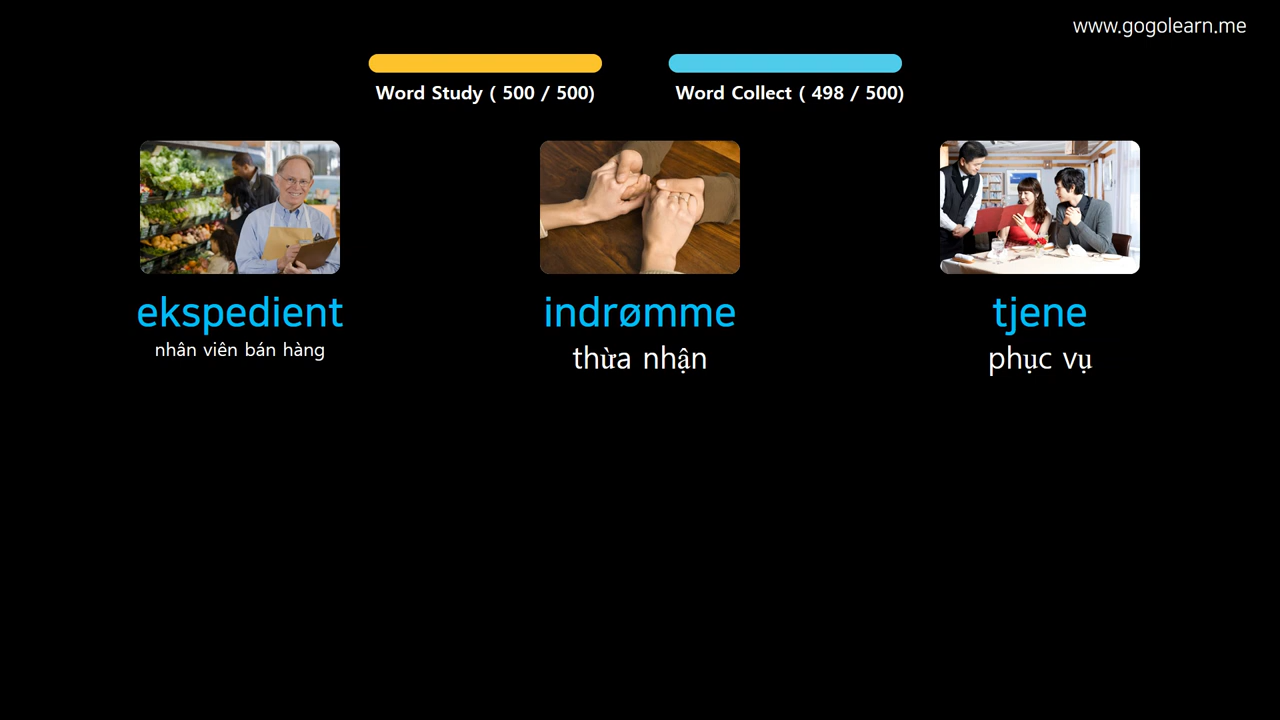 www.gogolearn.me
Word Study ( 500 / 500)
Word Collect ( 498 / 500)
ekspedient
nhân viên bán hàng
indrømme
thừa nhận
tjene
phục vụ